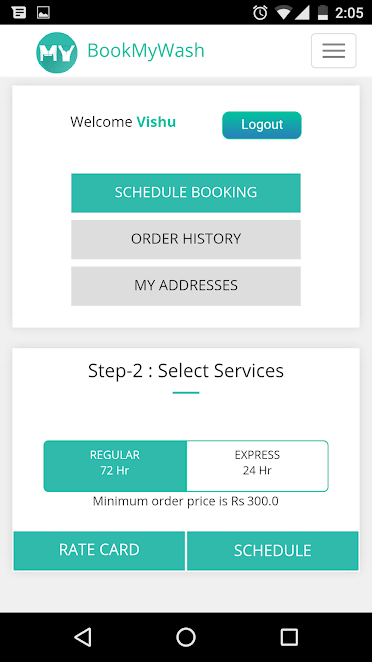 2:05
MY BookMyWash
Welcome Vishu
Logout
SCHEDULE BOOKING
ORDER HISTORY
MY ADDRESSES
Step-2 : Select Services
REGULAR
72 Hr
EXPRESS
24 Hr
Minimum order price is Rs 300.0
RATE CARD
SCHEDULE